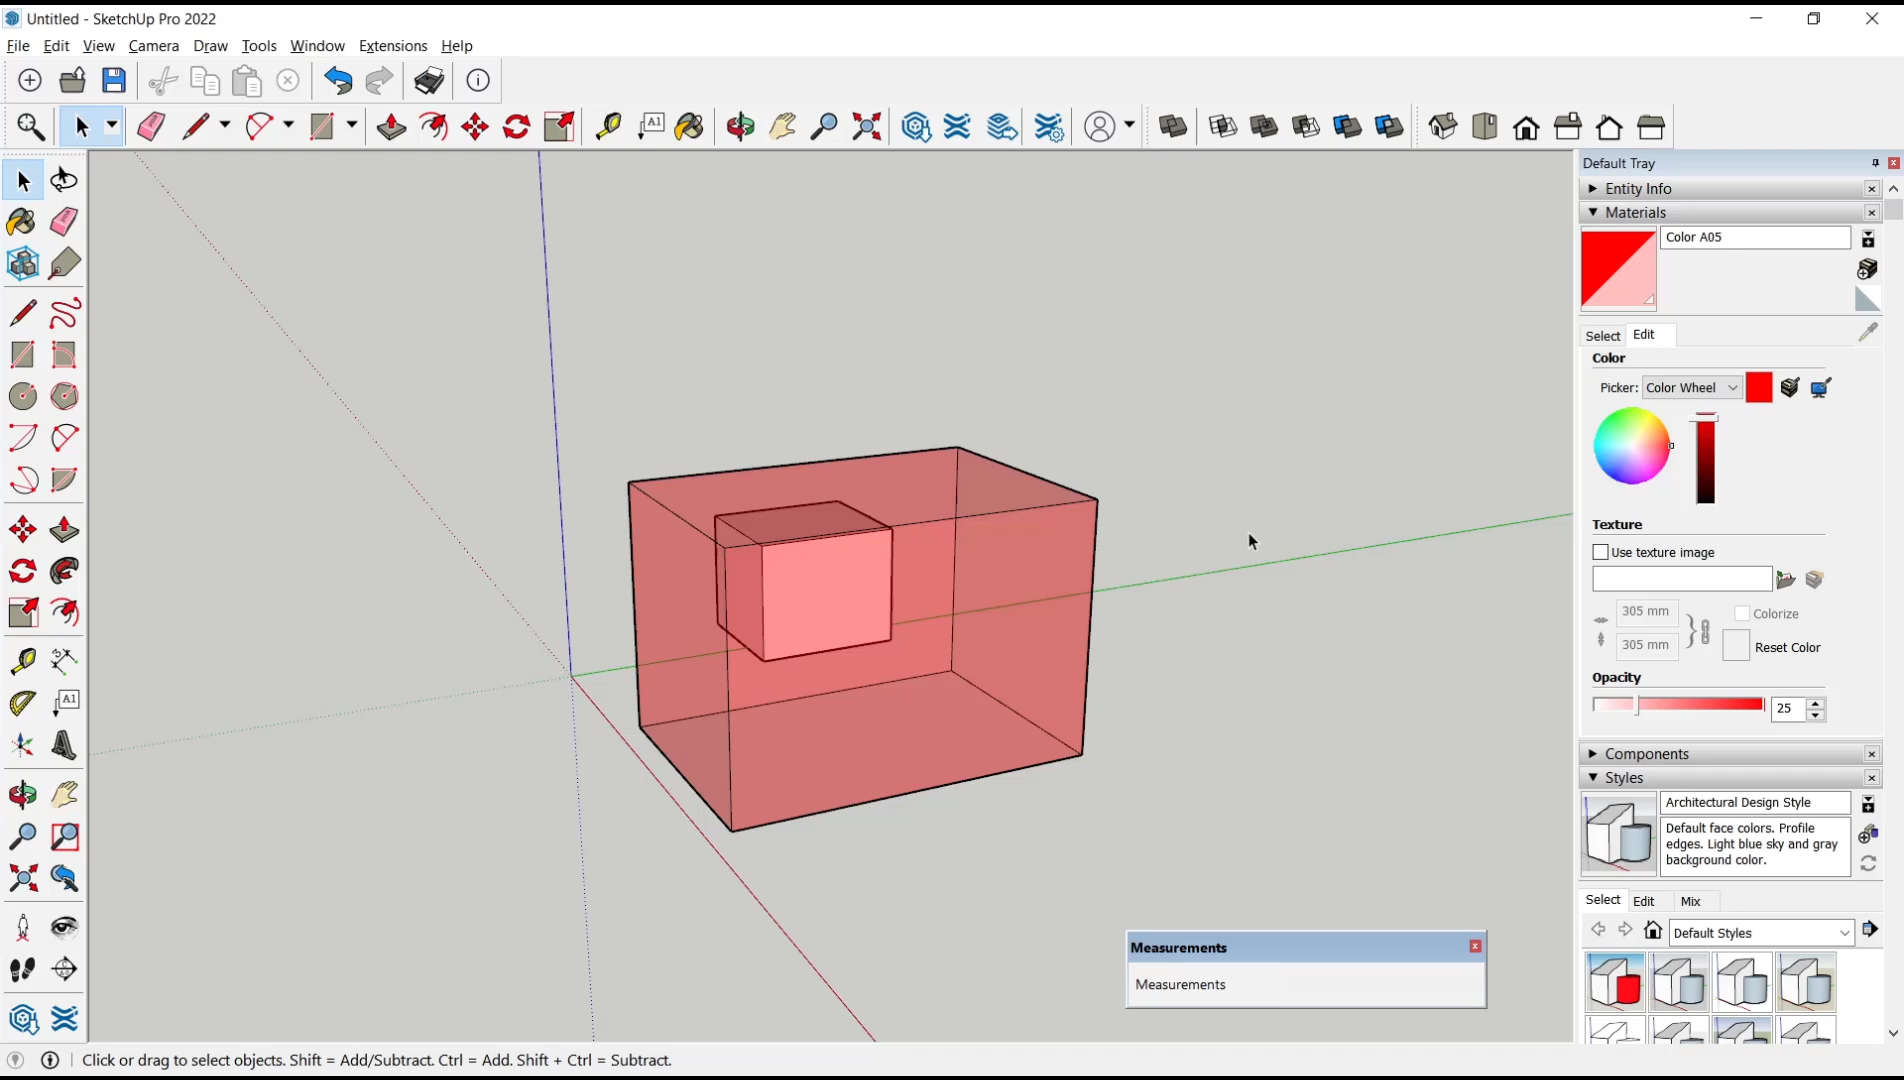 Untitled - SketchUp Pro 2022
File Edit View Camera Draw Tools Window Extensions Help
A1
Default Tray
Entity Info
Materials
Color A05
Select Edit
Color
Picker: Color Wheel
Texture
Use texture image
305 mm
Colorize
305 mm
Reset Color
Opacity
25
Components
Styles
Architectural Design Style
Default face colors. Profile
edges. Light blue sky and gray
background color.
Select Edit Mix
Default Styles
A1
Measurements
Measurements
Click or drag to select objects. Shift = Add/Subtract. Ctrl = Add. Shift + Ctrl = Subtract.